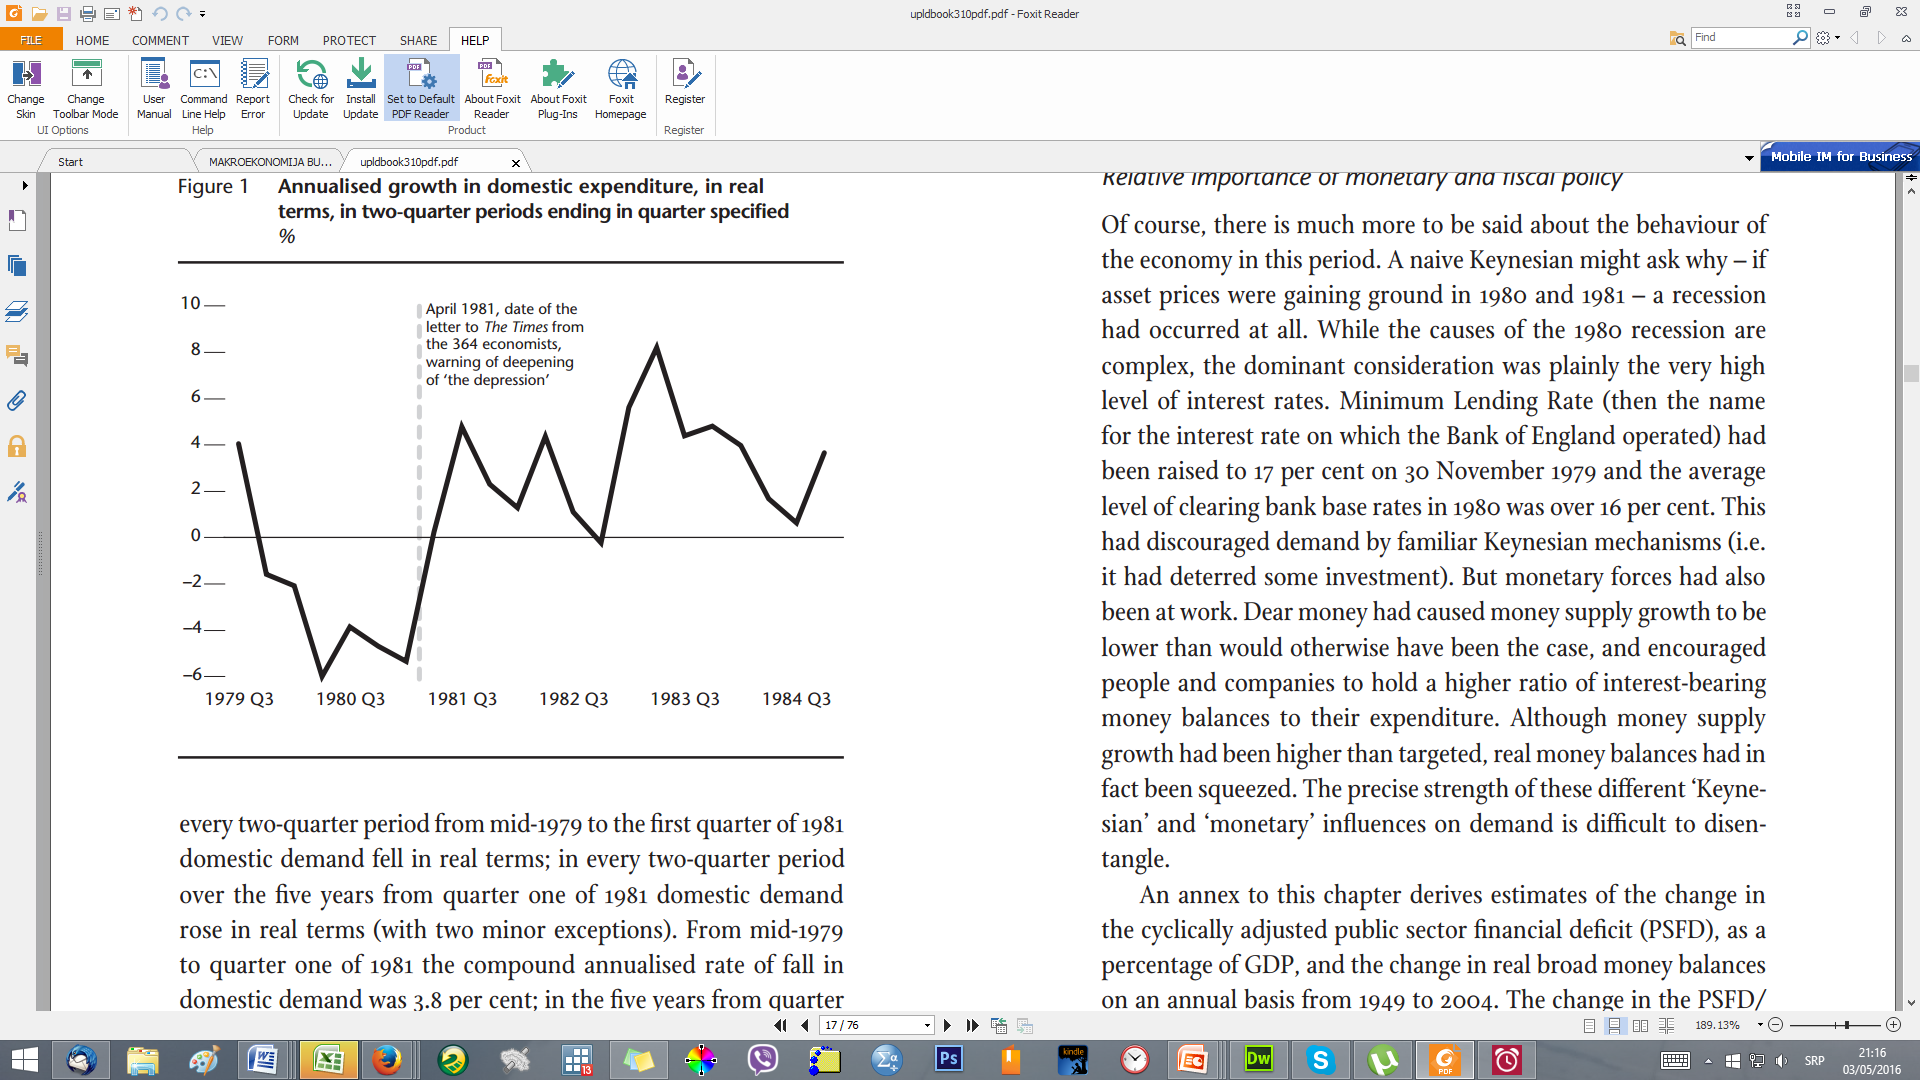 upldbook310pdf.pdf - Foxit Reader
FILE HOME COMMENT VIEW FORM PROTECT SHARE HELP
Find
Change Skin
Change Toolbar Mode
UI Options
User Manual
Command Line Help
Report Error
Help
Check for Update
Install Update
Set to Default PDF Reader
About Foxit Reader
About Foxit Plug-Ins
Foxit Homepage
Product
Register
Register
Start
MAKROEKONOMIJA BU...
upldbook310pdf.pdf
Mobile IM for Business
Figure 1 Annualised growth in domestic expenditure, in real
terms, in two-quarter periods ending in quarter specified
%
April 1981, date of the
letter to The Times from
the 364 economists,
warning of deepening
of ‘the depression’
10
8
6
4
2
0
–2
–4
–6
1979 Q3 1980 Q3 1981 Q3 1982 Q3 1983 Q3 1984 Q3
every two-quarter period from mid-1979 to the first quarter of 1981
domestic demand fell in real terms; in every two-quarter period
over the five years from quarter one of 1981 domestic demand
rose in real terms (with two minor exceptions). From mid-1979
to quarter one of 1981 the compound annualised rate of fall in
domestic demand was 3.8 per cent; in the five years from quarter
Relative importance of monetary and fiscal policy
Of course, there is much more to be said about the behaviour of
the economy in this period. A naive Keynesian might ask why – if
asset prices were gaining ground in 1980 and 1981 – a recession
had occurred at all. While the causes of the 1980 recession are
complex, the dominant consideration was plainly the very high
level of interest rates. Minimum Lending Rate (then the name
for the interest rate on which the Bank of England operated) had
been raised to 17 per cent on 30 November 1979 and the average
level of clearing bank base rates in 1980 was over 16 per cent. This
had discouraged demand by familiar Keynesian mechanisms (i.e.
it had deterred some investment). But monetary forces had also
been at work. Dear money had caused money supply growth to be
lower than would otherwise have been the case, and encouraged
people and companies to hold a higher ratio of interest-bearing
money balances to their expenditure. Although money supply
growth had been higher than targeted, real money balances had in
fact been squeezed. The precise strength of these different ‘Keyne-
sian’ and ‘monetary’ influences on demand is difficult to disen-
tangle.
An annex to this chapter derives estimates of the change in
the cyclically adjusted public sector financial deficit (PSFD), as a
percentage of GDP, and the change in real broad money balances
on an annual basis from 1949 to 2004. The change in the PSFD/
17 / 76
189.13%
SRP
21:16
03/05/2016